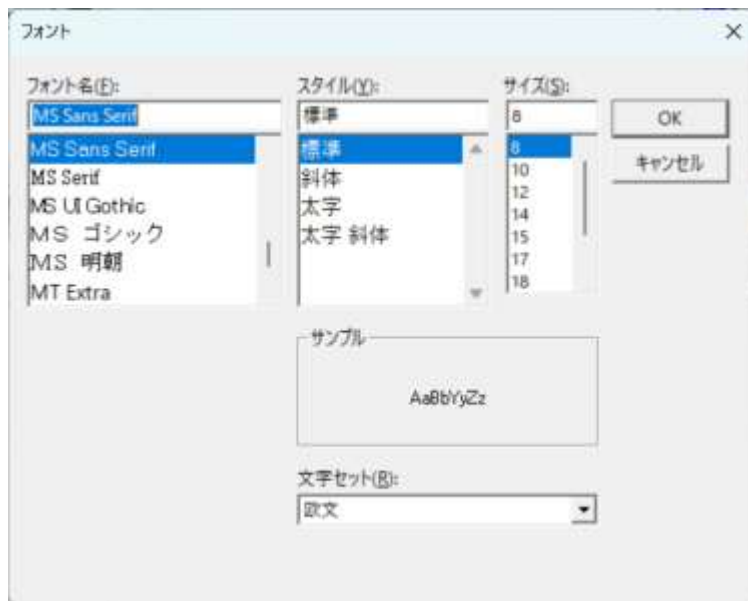 フォント
フォント名(F):
MS Sans Serif
MS Sans Serif
MS Serif
MS UI Gothic
ＭＳ ゴシック
ＭＳ 明朝
MT Extra
スタイル(Y):
標準
標準
斜体
太字
太字 斜体
サイズ(S):
8
8
10
12
14
15
17
18
OK
キャンセル
サンプル
AaBbYyZz
文字セット(R):
欧文